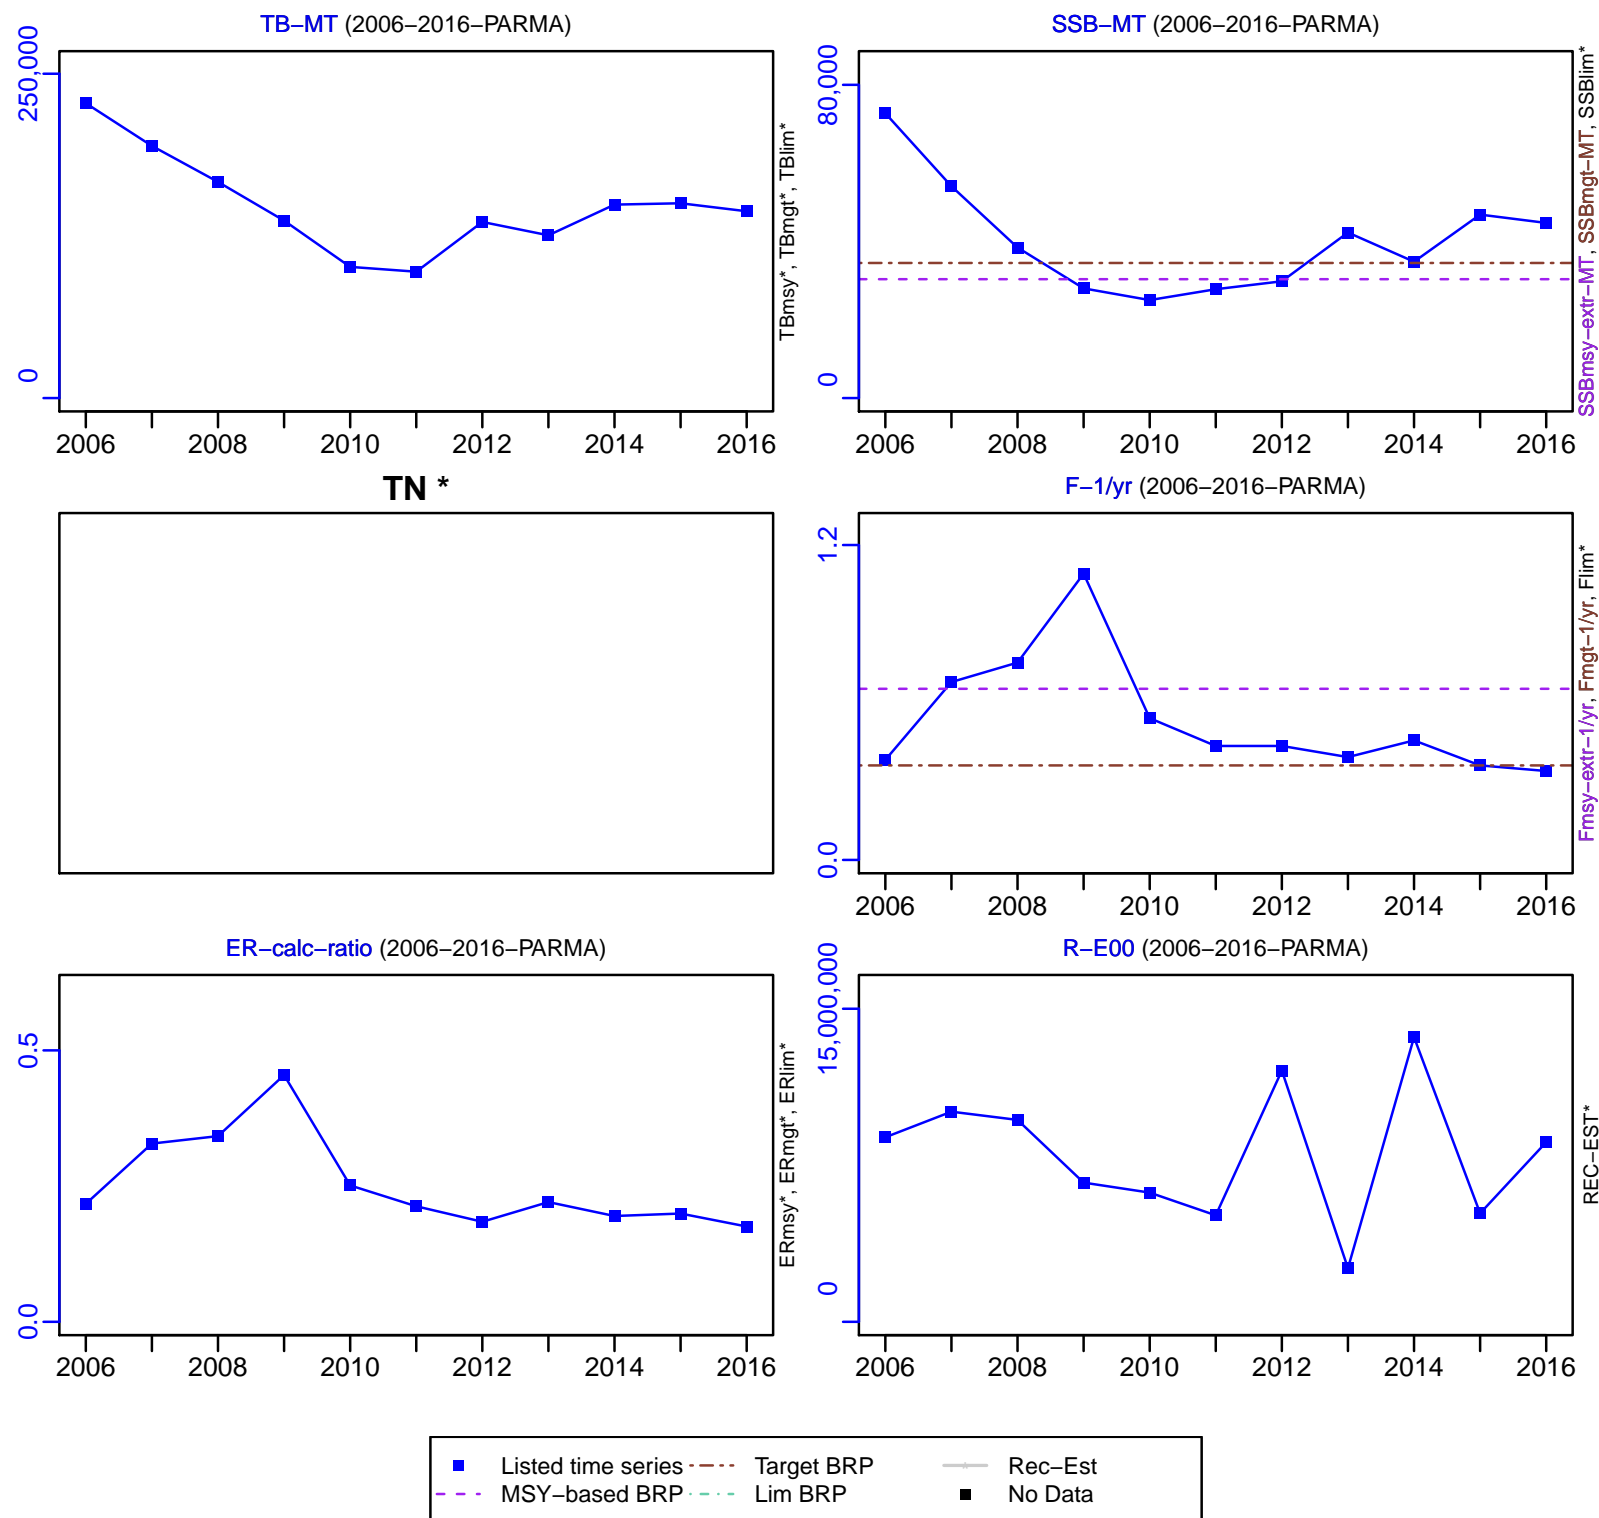 TB−MT (2006−2016−PARMA)
250,000
0
2006 2008 2010 2012 2014 2016
TBmsy*, TBmgt*, TBlim*
SSB−MT (2006−2016−PARMA)
80,000
0
2006 2008 2010 2012 2014 2016
SSBmsy−extr−MT, SSBmgt−MT, SSBlim*
TN *
F−1/yr (2006−2016−PARMA)
1.2
0.0
2006 2008 2010 2012 2014 2016
Fmsy−extr−1/yr, Fmgt−1/yr, Flim*
ER−calc−ratio (2006−2016−PARMA)
0.5
0.0
2006 2008 2010 2012 2014 2016
ERmsy*, ERmgt*, ERlim*
R−E00 (2006−2016−PARMA)
15,000,000
0
2006 2008 2010 2012 2014 2016
REC−EST*
Listed time series Target BRP Rec−Est
MSY−based BRP Lim BRP No Data